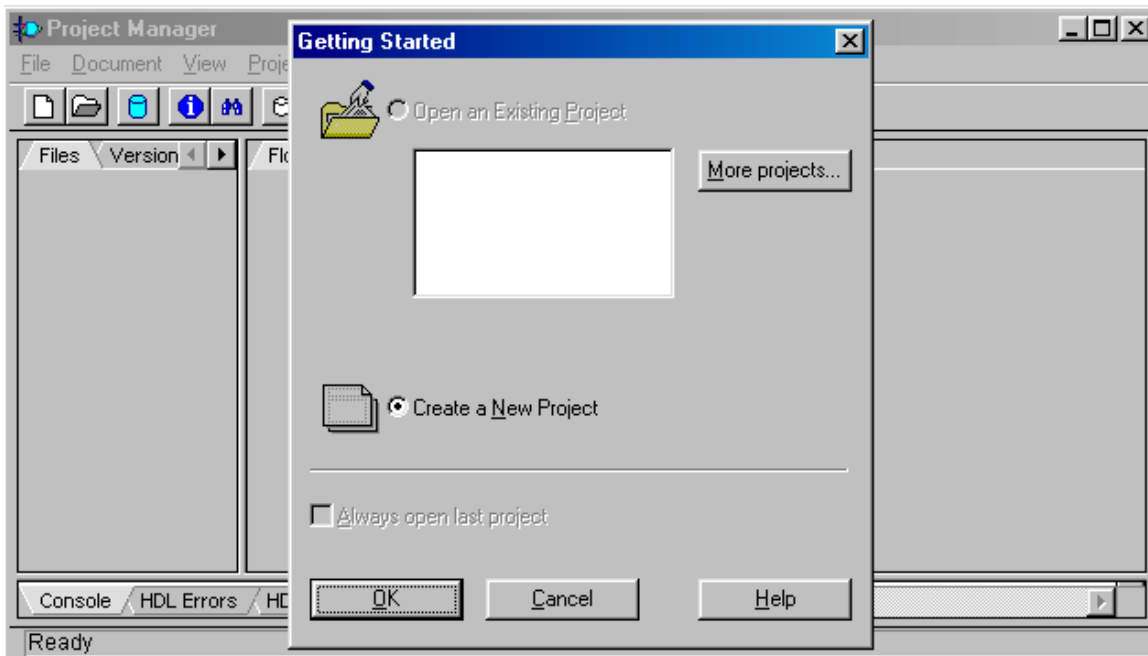 Project Manager
File Document View
Files Version
Getting Started
Open an Existing Project
More projects...
Create a New Project
Always open last project
OK Cancel Help
Console HDL Errors
Ready